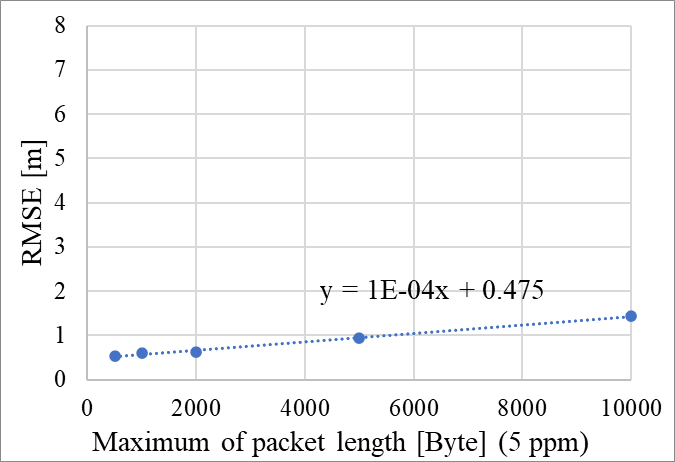 8
7
6
5
4
3
2
1
0
RMSE [m]
y = 1E-04x + 0.475
0 2000 4000 6000 8000 10000
Maximum of packet length [Byte] (5 ppm)